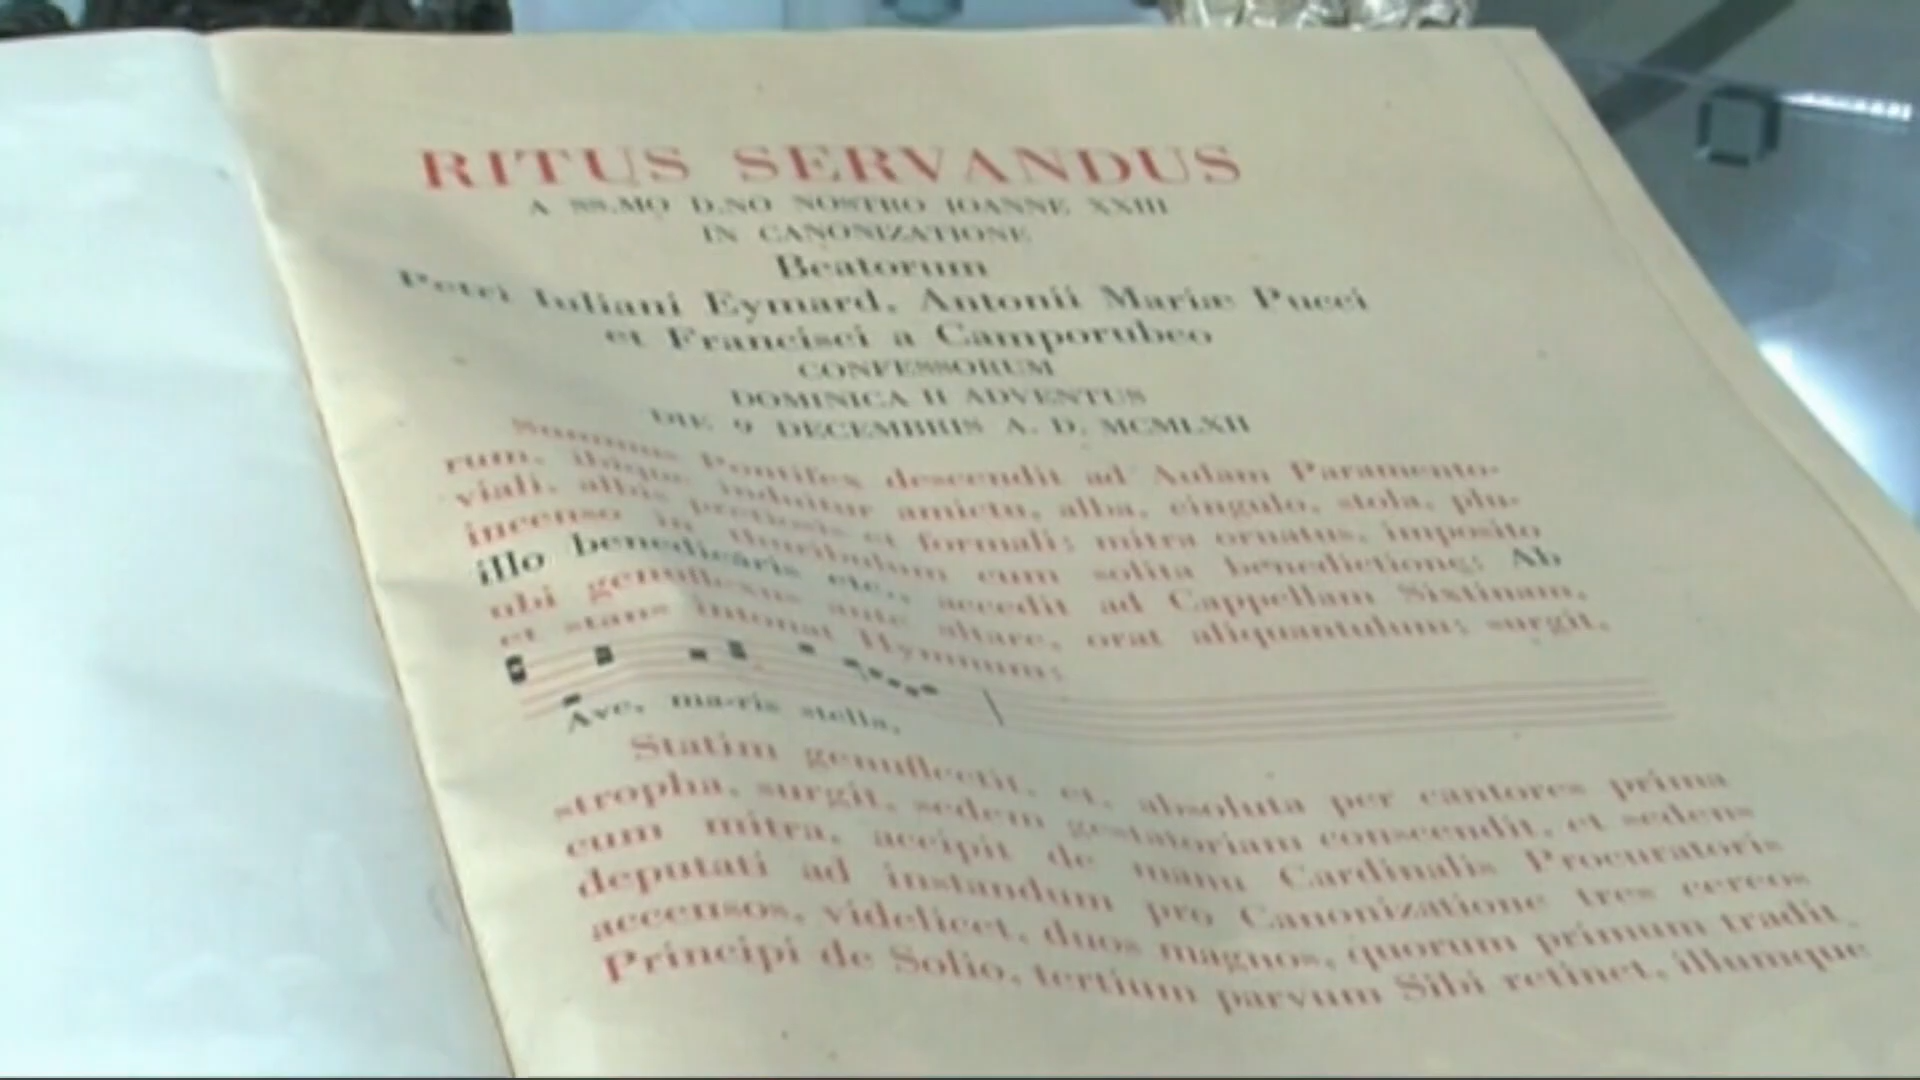 RITUS SERVANDUS
A SS.MO D.NO NOSTRO IOANNE XXIII
IN CANONIZATIONE
Beatorum
Petri Iuliani Eymard, Antonii Mariæ Pucci
et Francisci a Camporubeo
CONFESSORUM
DOMINICA II ADVENTUS
DIE 9 DECEMBRIS A. D. MCMLXII
Summus Pontifex descendit ad Aulam Paramento-
rum, ibique induitur amictu, alba, cingulo, stola, plu-
viali, albis pretiosis et formali; mitra ornatus, imposito
incenso in thuribulum cum solita benedictione: Ab
illo benedicaris etc., accedit ad Cappellam Sixtinam,
ubi genuflexus ante altare, orat aliquantulum; surgit,
et stans intonat Hymnum:
Ave, ma-ris stella,
Statim genuflectit, et, absoluta per cantores prima
stropha, surgit, sedem gestatoriam conscendit, et sedens
cum mitra, accipit de manu Cardinalis Procuratoris
deputati ad instandum pro Canonizatione tres cereos
accensos, videlicet, duos magnos, quorum primum tradit
Principi de Solio, tertium parvum Sibi retinet, illumque